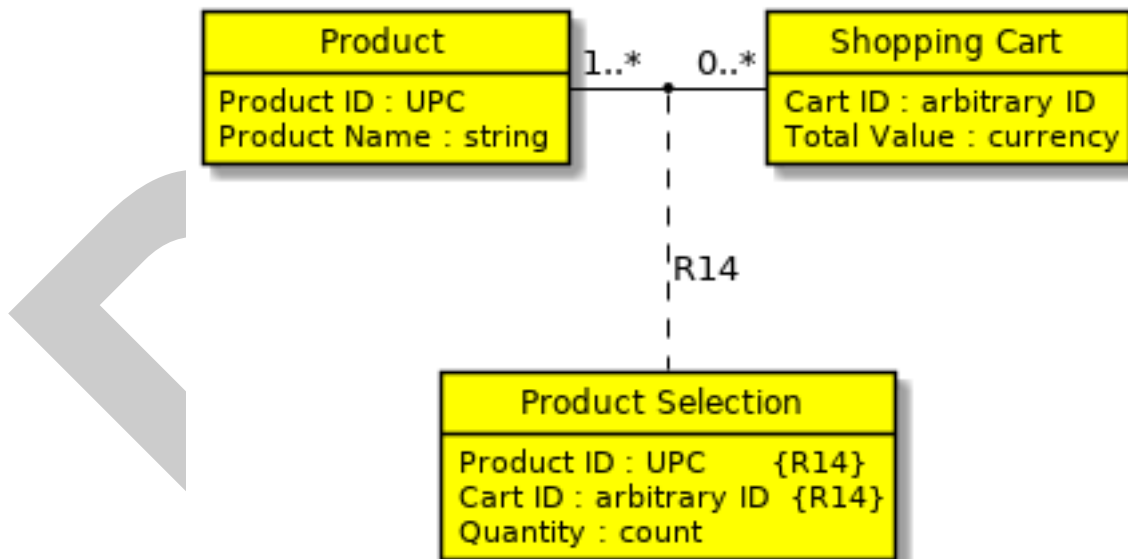 Product
1..*
0..*
Shopping Cart
Product ID : UPC
Product Name : string
Cart ID : arbitrary ID
Total Value : currency
R14
Product Selection
Product ID : UPC {R14}
Cart ID : arbitrary ID {R14}
Quantity : count